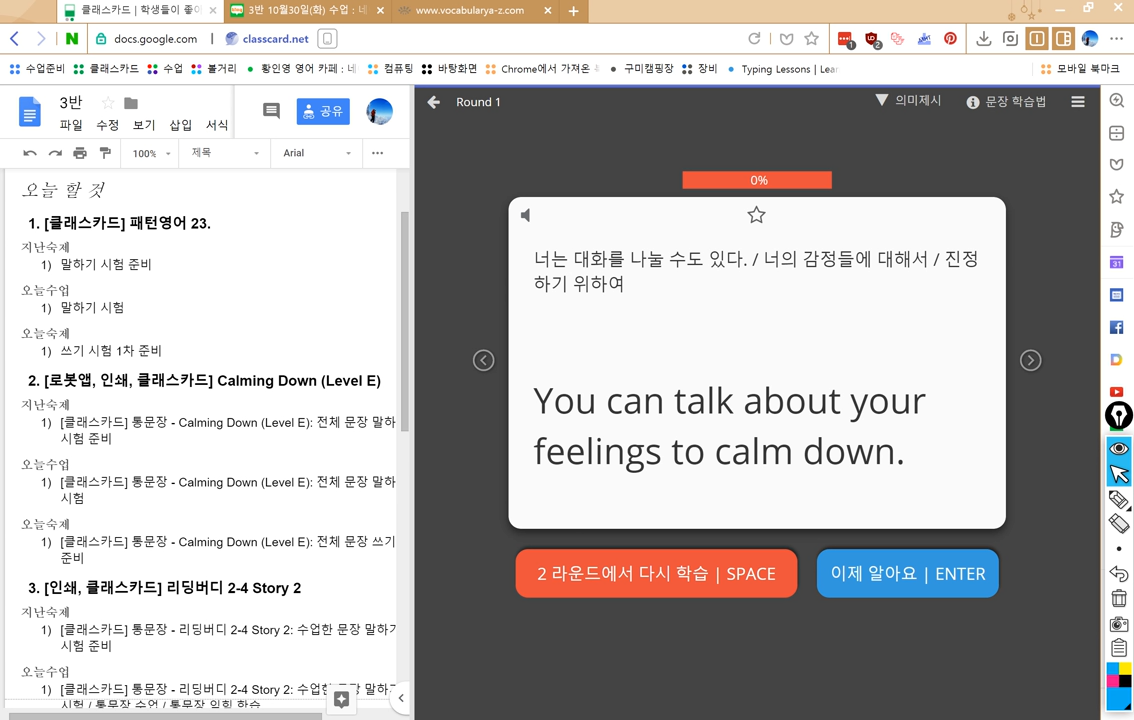 클래스카드 | 학생들이 좋아
3반 10월30일(화) 수업 : 네
www.vocabularya-z.com
docs.google.com
classcard.net
수업준비
클래스카드
수업
볼거리
황인영 영어 카페 : 네
컴퓨팅
바탕화면
Chrome에서 가져온
구미캠핑장
장비
Typing Lessons | Lear
모바일 북마크
3반
파일 수정 보기 삽입 서식
공유
100% 제목 Arial
오늘 할 것
1. [클래스카드] 패턴영어 23.
지난숙제
1) 말하기 시험 준비
오늘수업
1) 말하기 시험
오늘숙제
1) 쓰기 시험 1차 준비
2. [로봇앱, 인쇄, 클래스카드] Calming Down (Level E)
지난숙제
1) [클래스카드] 통문장 - Calming Down (Level E): 전체 문장 말하
시험 준비
오늘수업
1) [클래스카드] 통문장 - Calming Down (Level E): 전체 문장 말하
시험
오늘숙제
1) [클래스카드] 통문장 - Calming Down (Level E): 전체 문장 쓰기
준비
3. [인쇄, 클래스카드] 리딩버디 2-4 Story 2
지난숙제
1) [클래스카드] 통문장 - 리딩버디 2-4 Story 2: 수업한 문장 말하기
시험 준비
오늘수업
1) [클래스카드] 통문장 - 리딩버디 2-4 Story 2: 수업한 문장 말하
시험 / 통문장 수업 / 통문장 암기 학습
Round 1
의미제시
문장 학습법
0%
너는 대화를 나눌 수도 있다. / 너의 감정들에 대해서 / 진정
하기 위하여
You can talk about your
feelings to calm down.
2 라운드에서 다시 학습 | SPACE
이제 알아요 | ENTER